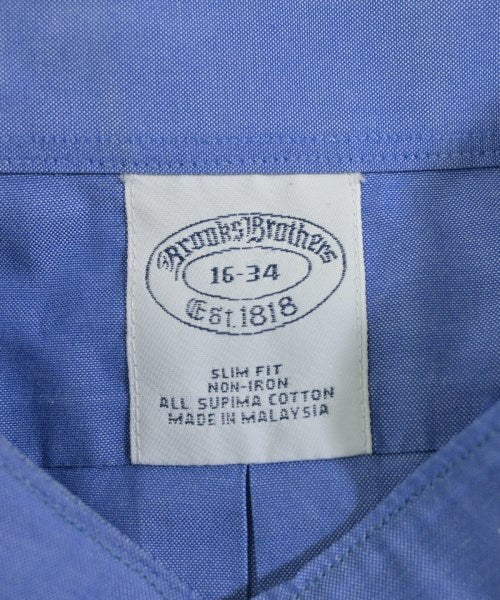 Brooks Brothers
16-34
Est. 1818
SLIM FIT
NON-IRON
ALL SUPIMA COTTON
MADE IN MALAYSIA